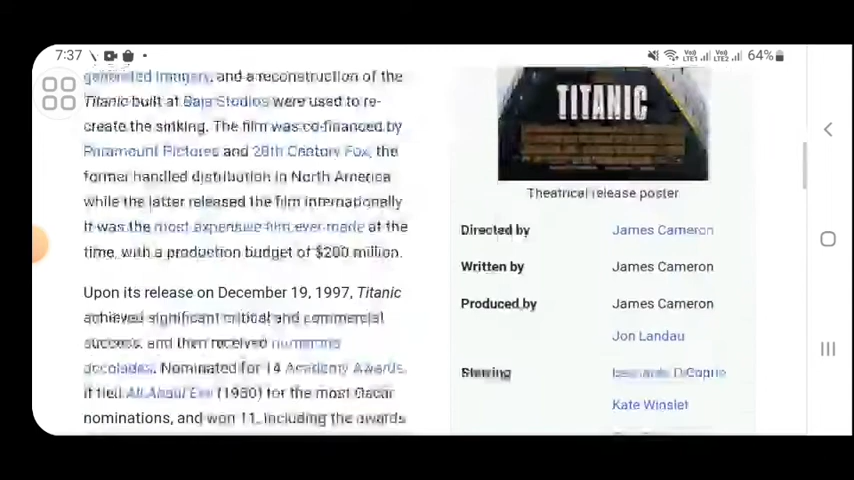 7:37
64%
generated imagery, and a reconstruction of the
Titanic built at Baja Studios were used to re-
create the sinking. The film was co-financed by
Paramount Pictures and 20th Century Fox, the
former handled distribution in North America
while the latter released the film internationally
It was the most expensive film ever made at the
time, with a production budget of $200 million.
Upon its release on December 19, 1997, Titanic
achieved significant critical and commercial
success, and then received numerous
accolades. Nominated for 14 Academy Awards,
it tied All About Eve (1950) for the most Oscar
nominations, and won 11, including the awards
TITANIC
Theatrical release poster
Directed by James Cameron
Written by James Cameron
Produced by James Cameron
Jon Landau
Starring Leonardo DiCaprio
Kate Winslet